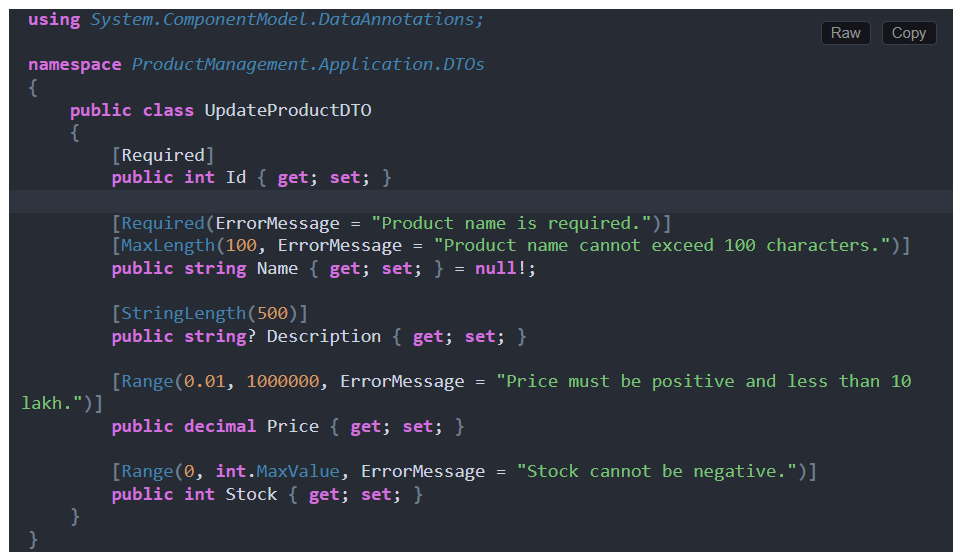 using System.ComponentModel.DataAnnotations;
Raw Copy
namespace ProductManagement.Application.DTOs
{
    public class UpdateProductDTO
    {
        [Required]
        public int Id { get; set; }
        [Required(ErrorMessage = "Product name is required.")]
        [MaxLength(100, ErrorMessage = "Product name cannot exceed 100 characters.")]
        public string Name { get; set; } = null!;
        [StringLength(500)]
        public string? Description { get; set; }
        [Range(0.01, 1000000, ErrorMessage = "Price must be positive and less than 10
lakh.")]
        public decimal Price { get; set; }
        [Range(0, int.MaxValue, ErrorMessage = "Stock cannot be negative.")]
        public int Stock { get; set; }
    }
}